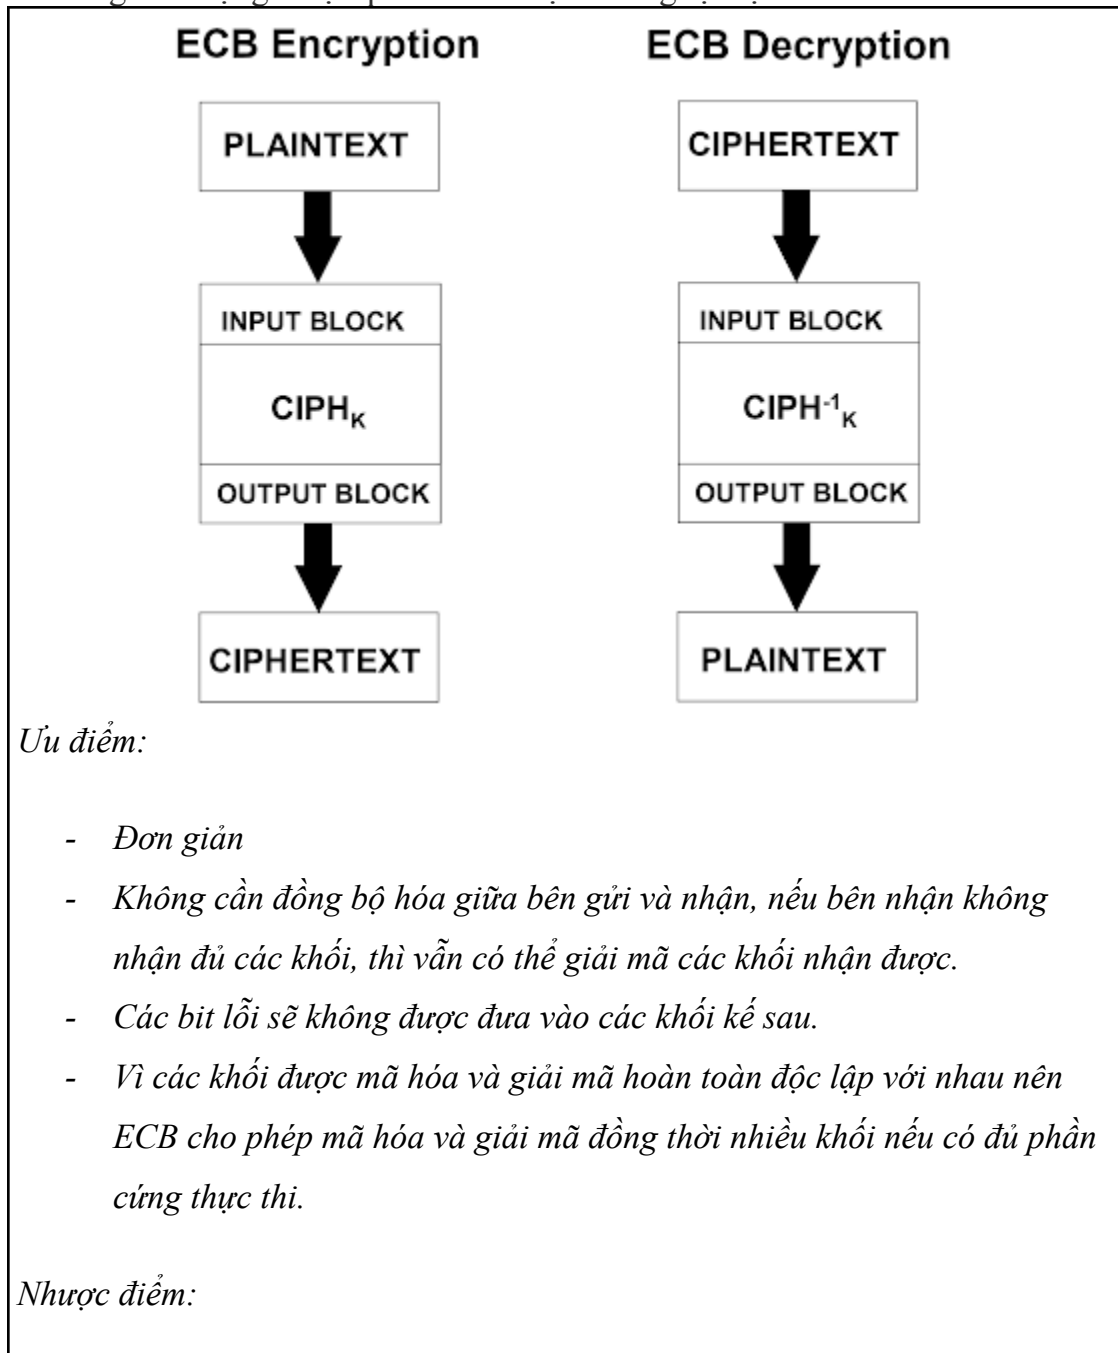 ECB Encryption
ECB Decryption
PLAINTEXT
INPUT BLOCK
CIPH_K
OUTPUT BLOCK
CIPHERTEXT
CIPHERTEXT
INPUT BLOCK
CIPH⁻¹_K
OUTPUT BLOCK
PLAINTEXT
Ưu điểm:
- Đơn giản
- Không cần đồng bộ hóa giữa bên gửi và nhận, nếu bên nhận không
nhận đủ các khối, thì vẫn có thể giải mã các khối nhận được.
- Các bit lỗi sẽ không được đưa vào các khối kế sau.
- Vì các khối được mã hóa và giải mã hoàn toàn độc lập với nhau nên
ECB cho phép mã hóa và giải mã đồng thời nhiều khối nếu có đủ phần
cứng thực thi.
Nhược điểm: